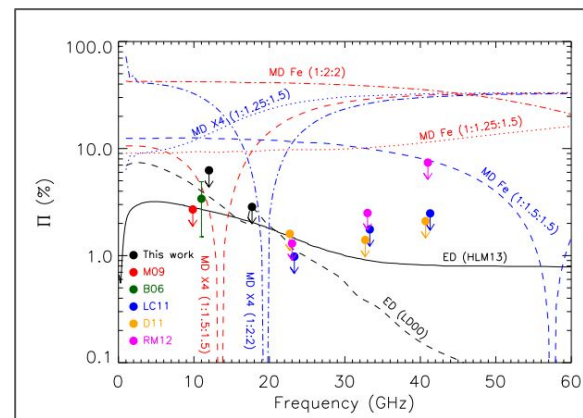 100.0
10.0
1.0
0.1
Π (%)
MD Fe (1:2:2)
MD X4 (1:1.25:1.5)
MD Fe (1:1.25:1.5)
MD Fe (1:1.5:1.5)
This work
M09
B06
LC11
D11
RM12
MD X4 (1:1.5:1.5)
MD X4 (1:2:2)
ED (HLM13)
ED (LD00)
0 10 20 30 40 50 60
Frequency (GHz)